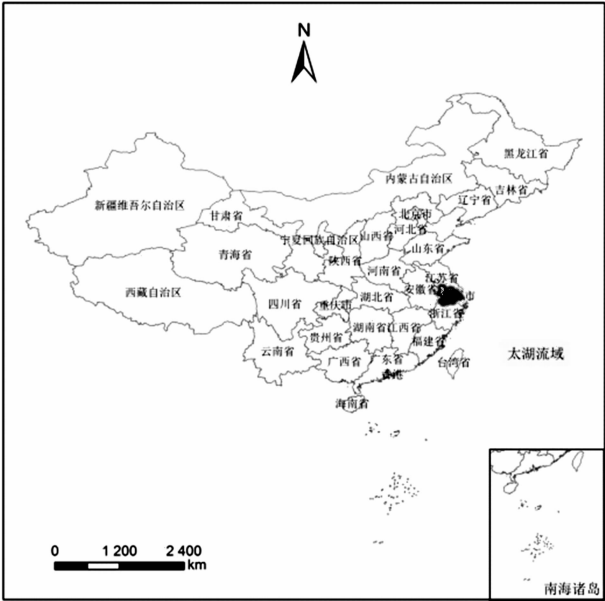 N
黑龙江省
内蒙古自治区
吉林省
新疆维吾尔自治区
辽宁省
甘肃省
北京市
河北省
宁夏回族自治区
山西省
山东省
青海省
陕西省
河南省
江苏省
西藏自治区
安徽省
市
四川省
重庆市
湖北省
浙江省
湖南省
江西省
贵州省
福建省
云南省
太湖流域
广西省
广东省
台湾省
香港
海南省
0
1 200
2 400
km
南海诸岛